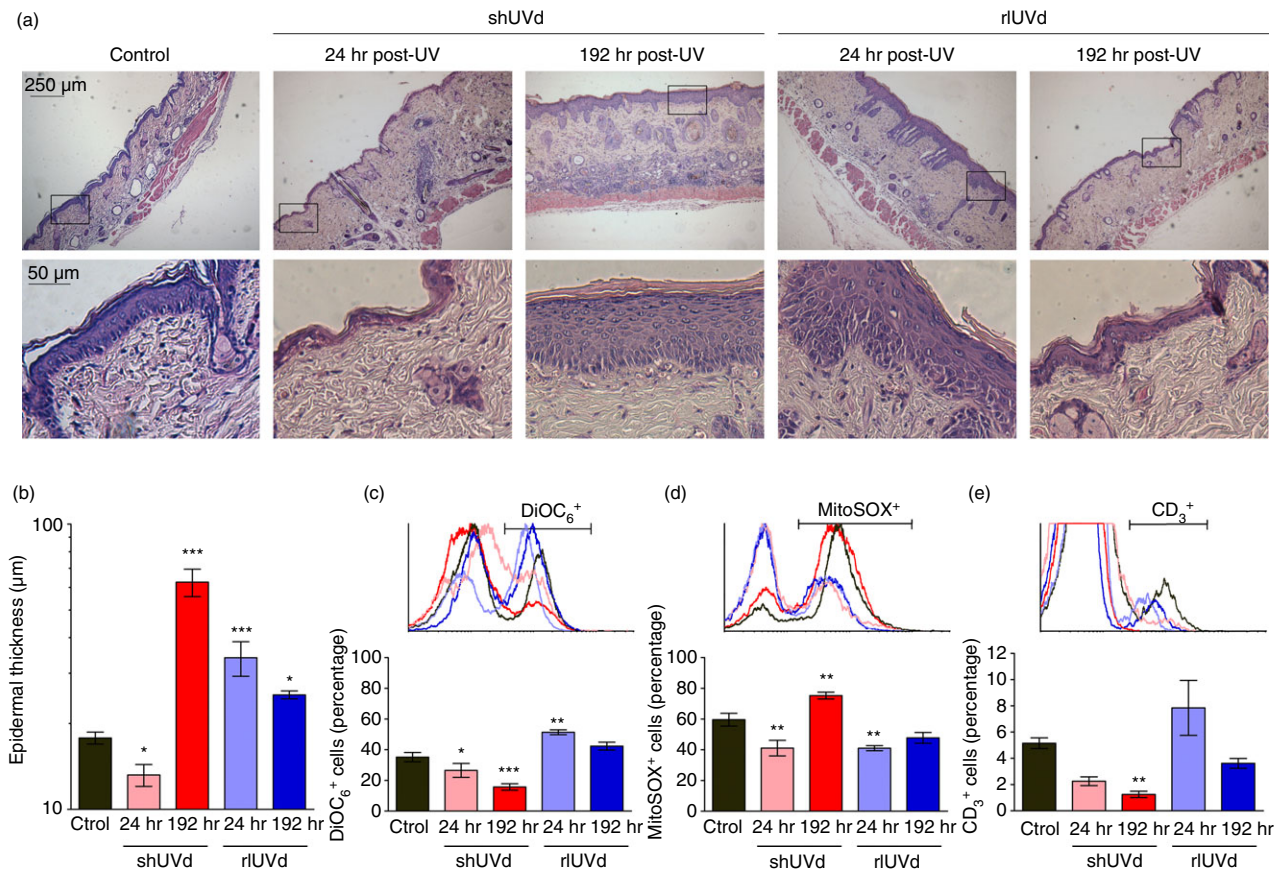 (a)
shUVd
rIUVd
Control
24 hr post-UV
192 hr post-UV
24 hr post-UV
192 hr post-UV
250 μm
50 μm
(b)
Epidermal thickness (μm)
100
10
*
***
***
*
Ctrol
24 hr
192 hr
24 hr
192 hr
shUVd
rIUVd
(c)
DiOC6+
DiOC6+ cells (percentage)
100
80
60
40
20
0
*
***
**
Ctrol
24 hr
192 hr
24 hr
192 hr
shUVd
rIUVd
(d)
MitoSOX+
MitoSOX+ cells (percentage)
100
80
60
40
20
0
**
**
**
Ctrol
24 hr
192 hr
24 hr
192 hr
shUVd
rIUVd
(e)
CD3+
CD3+ cells (percentage)
12
10
8
6
4
2
0
**
Ctrol
24 hr
192 hr
24 hr
192 hr
shUVd
rIUVd